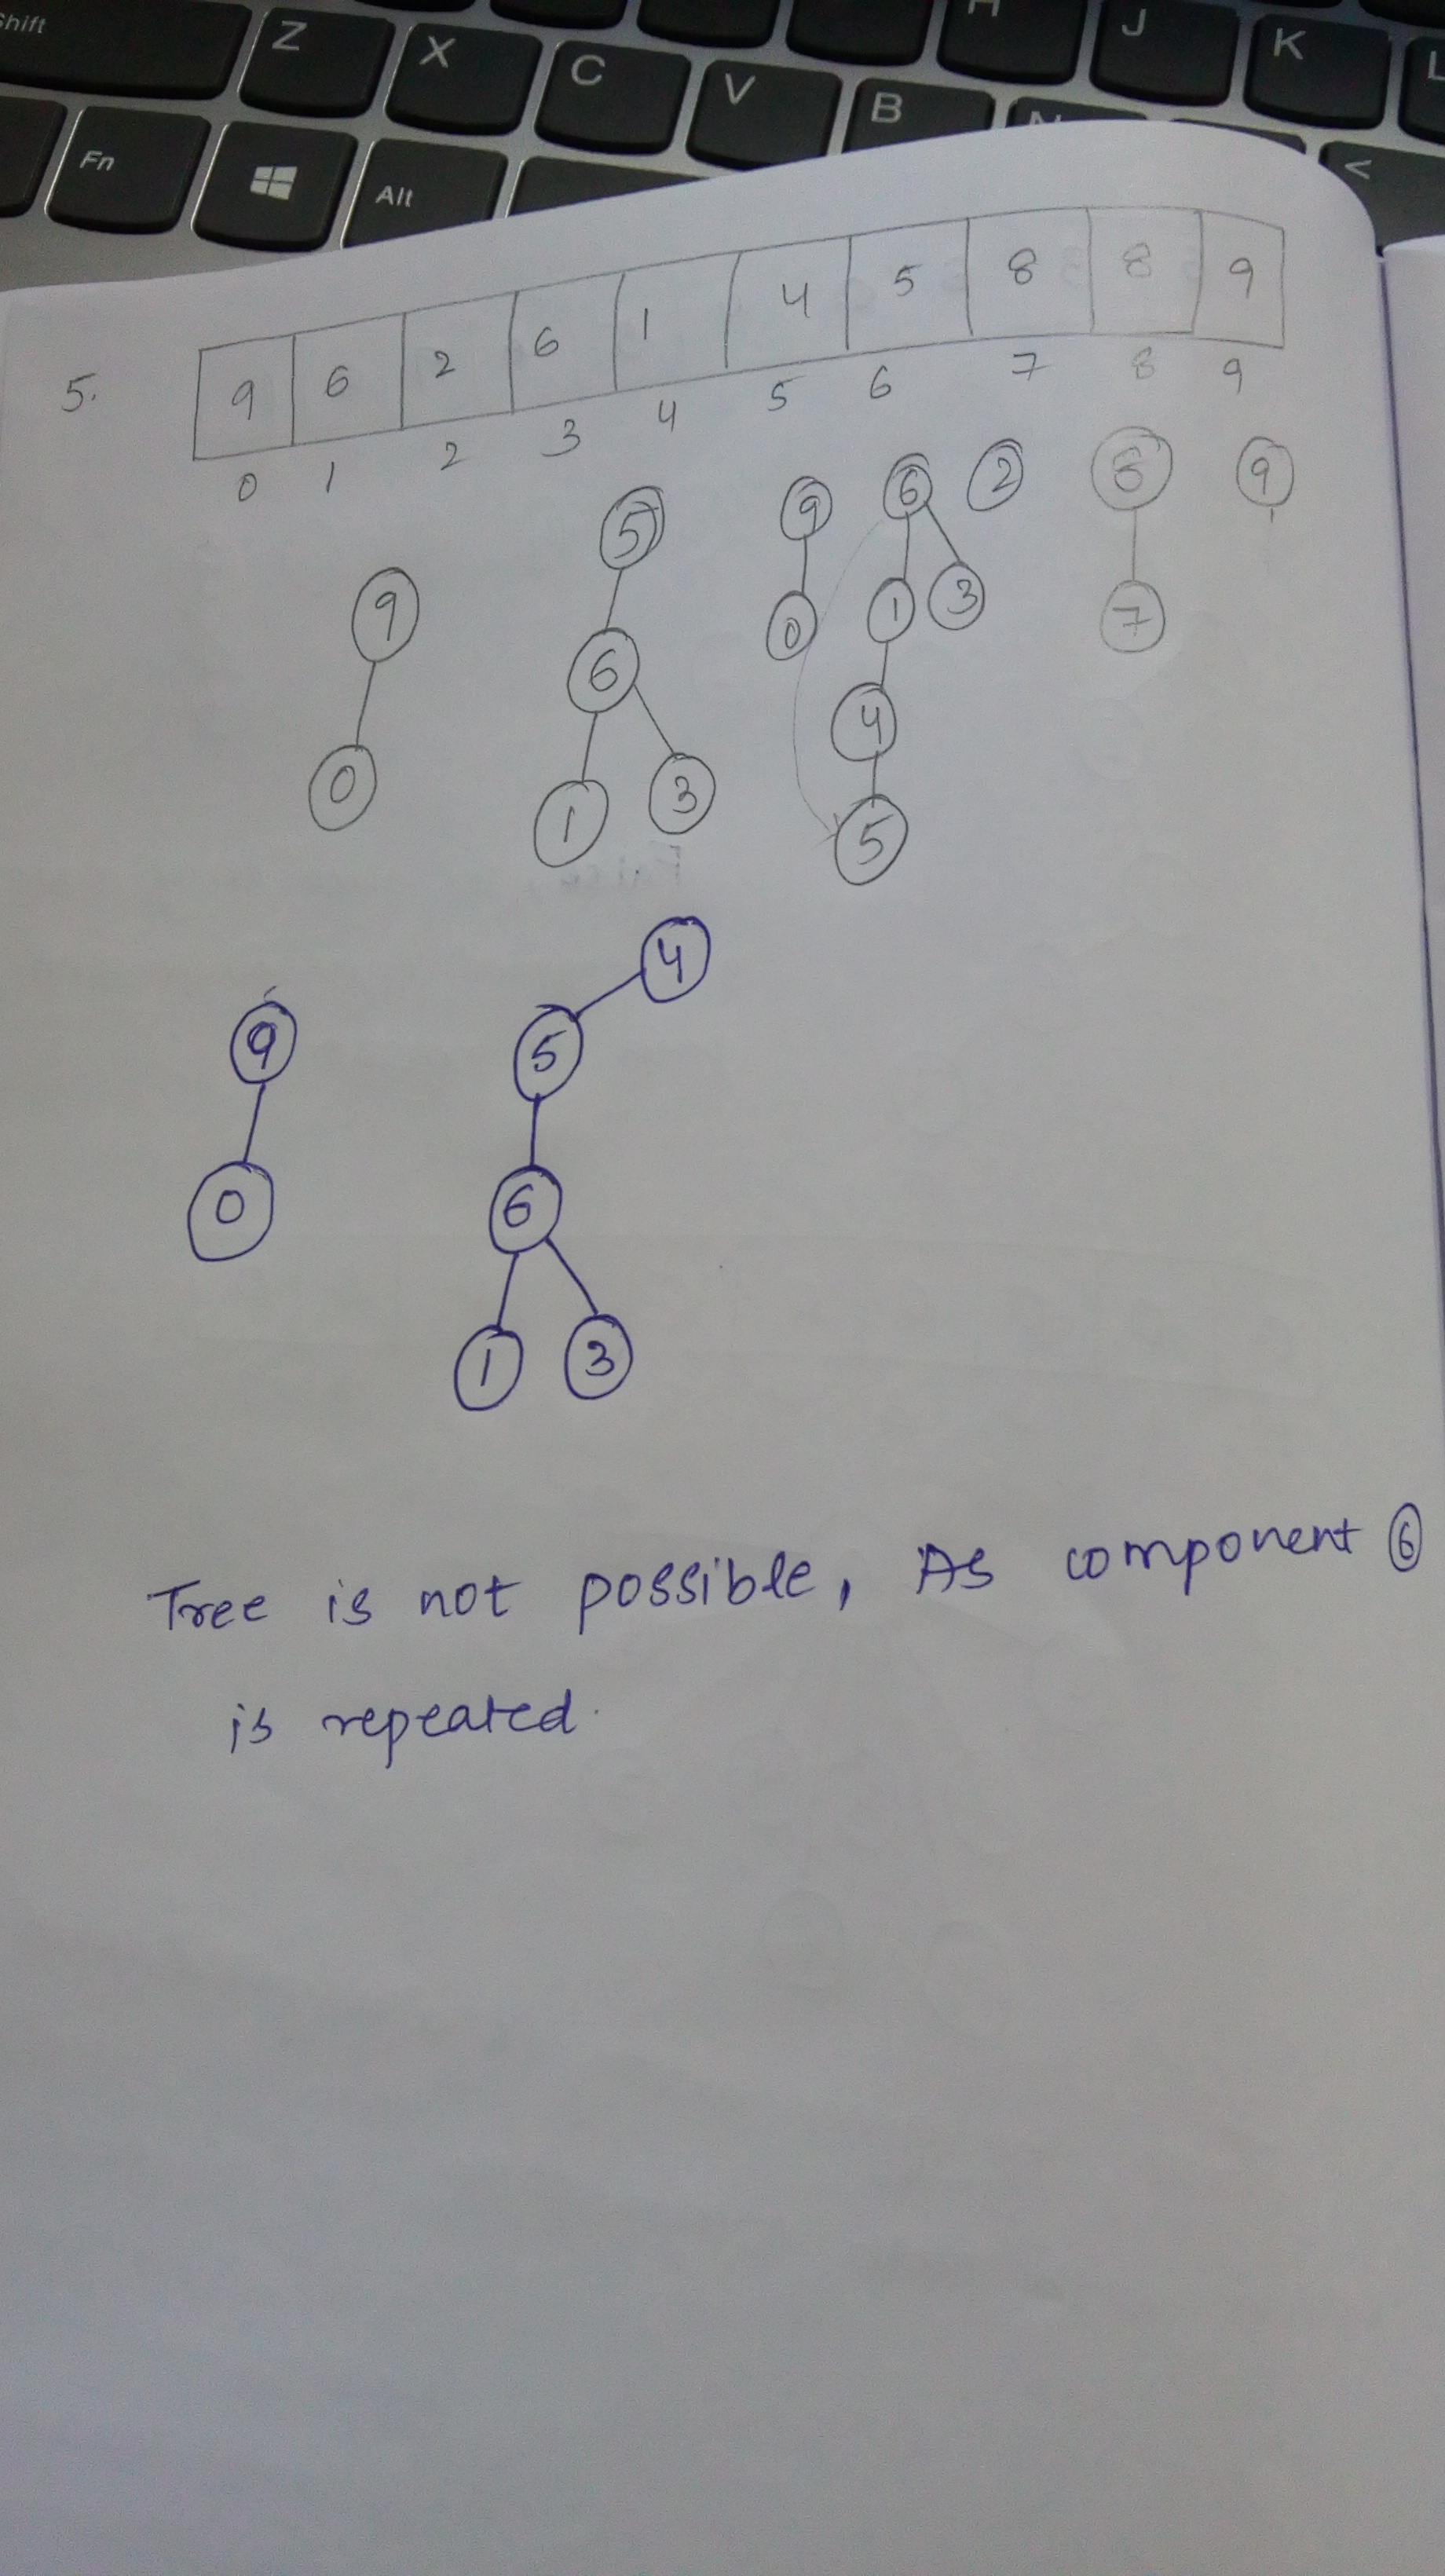 Shift Z X C V B N H J K L
Fn Alt <
5. 9 6 2 6 1 4 5 8 8 9
0 1 2 3 4 5 6 7 8 9
9 5 9 6 2 8 9
0 6 0 1 3 7
1 3 4
5
4
9 5
0 6
1 3
Tree is not possible, As component 6
is repeated.